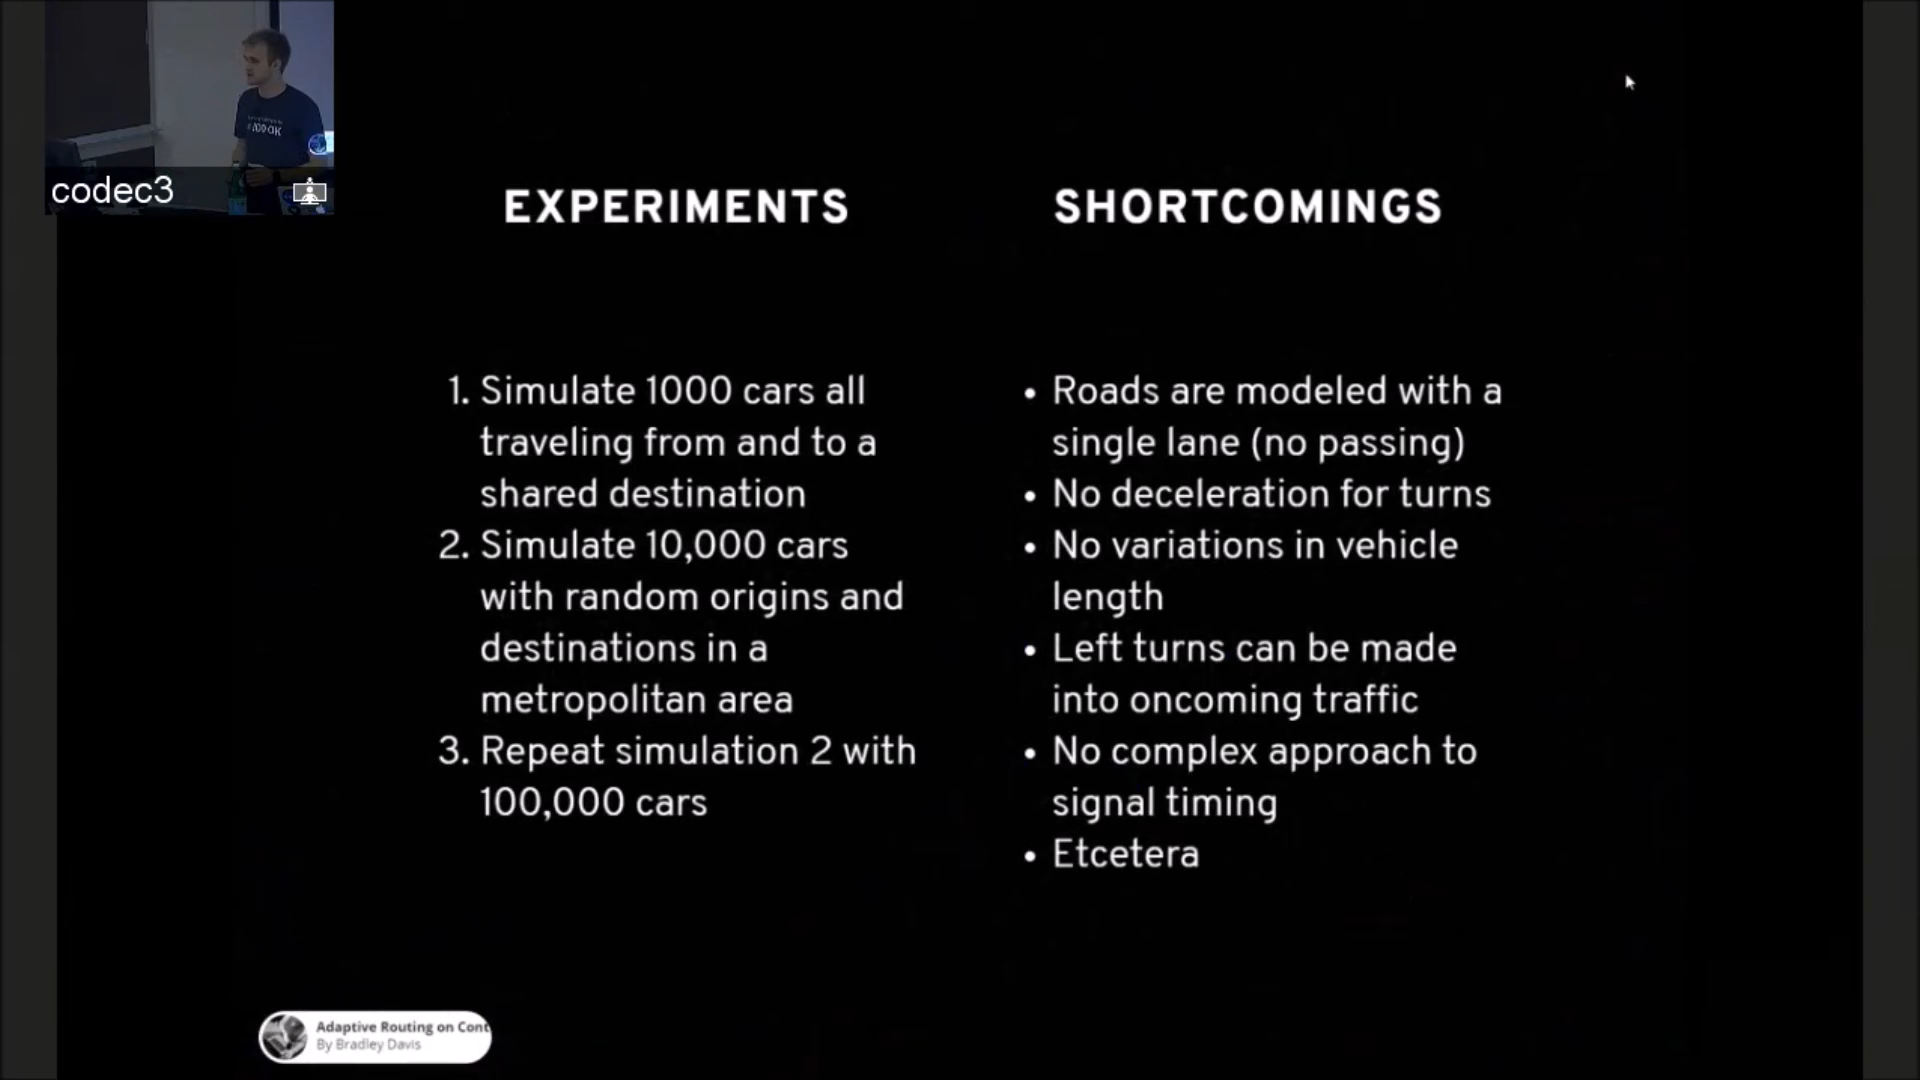 codec3
EXPERIMENTS
1. Simulate 1000 cars all
traveling from and to a
shared destination
2. Simulate 10,000 cars
with random origins and
destinations in a
metropolitan area
3. Repeat simulation 2 with
100,000 cars
SHORTCOMINGS
• Roads are modeled with a
single lane (no passing)
• No deceleration for turns
• No variations in vehicle
length
• Left turns can be made
into oncoming traffic
• No complex approach to
signal timing
• Etcetera
Adaptive Routing on Cont
By Bradley Davis